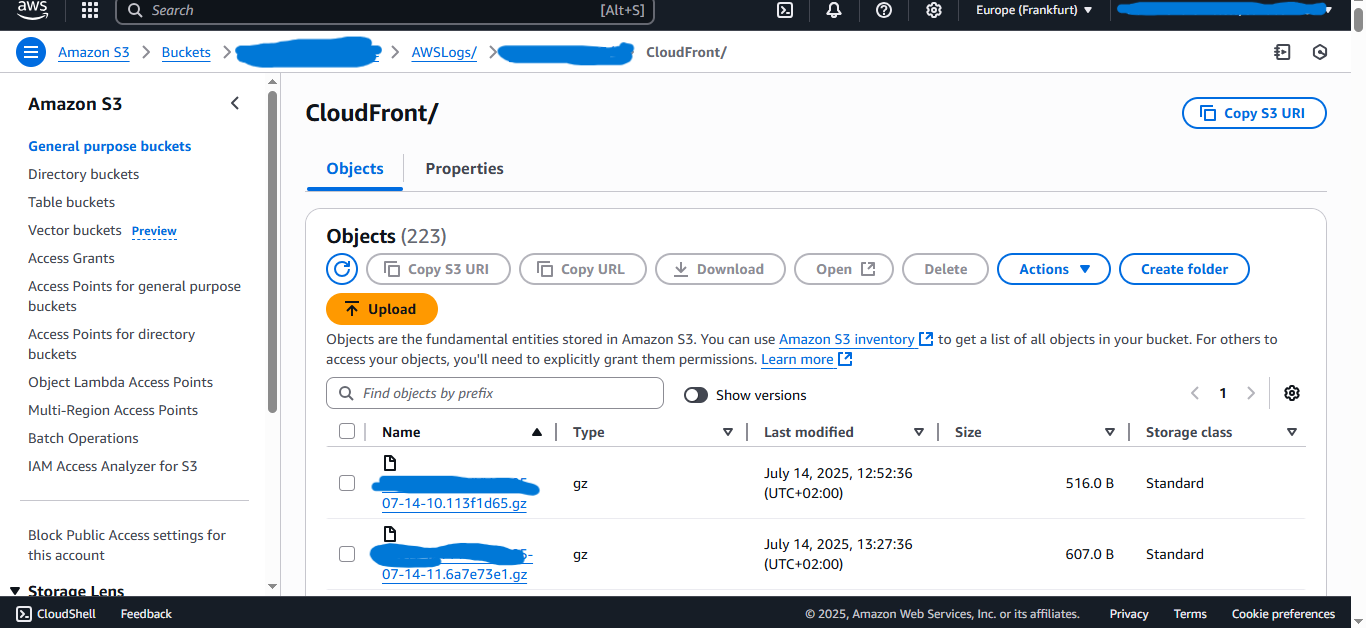 aws
Search [Alt+S]
Europe (Frankfurt)
Amazon S3 > Buckets > > AWSLogs/ > CloudFront/
Amazon S3
General purpose buckets
Directory buckets
Table buckets
Vector buckets Preview
Access Grants
Access Points for general purpose
buckets
Access Points for directory
buckets
Object Lambda Access Points
Multi-Region Access Points
Batch Operations
IAM Access Analyzer for S3
Block Public Access settings for
this account
Storage Lens
CloudFront/
Copy S3 URI
Objects Properties
Objects (223)
Copy S3 URI Copy URL Download Open Delete Actions Create folder
Upload
Objects are the fundamental entities stored in Amazon S3. You can use Amazon S3 inventory to get a list of all objects in your bucket. For others to
access your objects, you'll need to explicitly grant them permissions. Learn more
Find objects by prefix Show versions 1
Name Type Last modified Size Storage class
07-14-10.113f1d65.gz gz July 14, 2025, 12:52:36 (UTC+02:00) 516.0 B Standard
07-14-11.6a7e73e1.gz gz July 14, 2025, 13:27:36 (UTC+02:00) 607.0 B Standard
CloudShell Feedback © 2025, Amazon Web Services, Inc. or its affiliates. Privacy Terms Cookie preferences